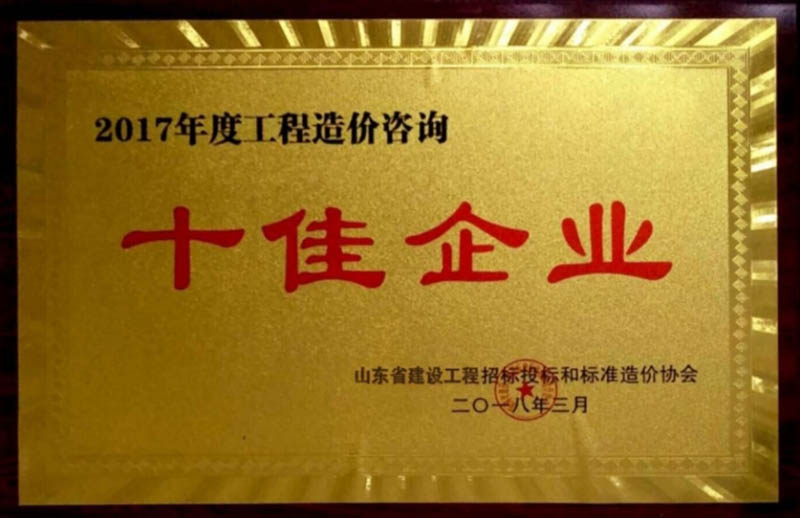 2017年度工程造价咨询
十佳企业
山东省建设工程招标投标和标准造价协会
二〇一八年三月